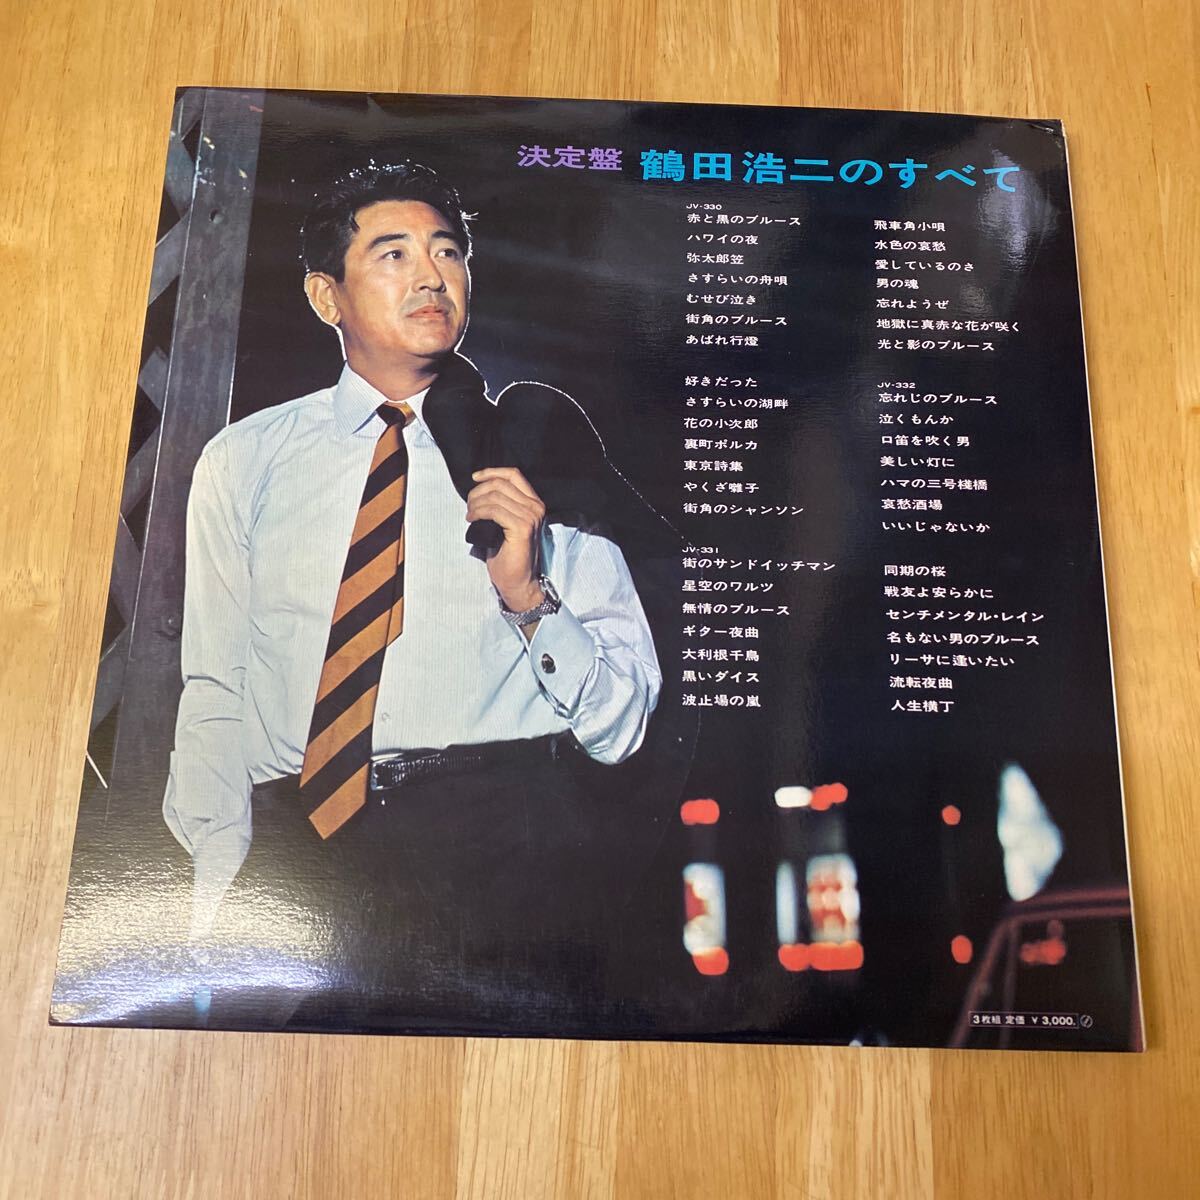 決定盤 鶴田浩二のすべて
JV-330
赤と黒のブルース
ハワイの夜
弥太郎笠
さすらいの舟唄
むせび泣き
街角のブルース
あばれ行燈
好きだった
さすらいの湖畔
花の小次郎
裏町ポルカ
東京詩集
やくざ囃子
街角のシャンソン
JV-331
街のサンドイッチマン
星空のワルツ
無情のブルース
ギター夜曲
大利根千鳥
黒いダイス
波止場の嵐
飛車角小唄
水色の哀愁
愛しているのさ
男の魂
忘れようぜ
地獄に真赤な花が咲く
光と影のブルース
JV-332
忘れじのブルース
泣くもんか
口笛を吹く男
美しい灯に
ハマの三号棧橋
哀愁酒場
いいじゃないか
同期の桜
戦友よ安らかに
センチメンタル・レイン
名もない男のブルース
リーサに逢いたい
流転夜曲
人生横丁
3枚組 定価 ¥3,000.